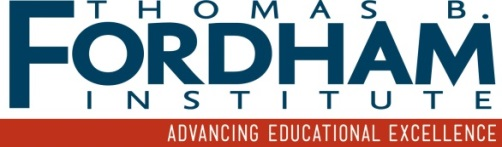 THOMAS B.
FORDHAM
INSTITUTE
ADVANCING EDUCATIONAL EXCELLENCE